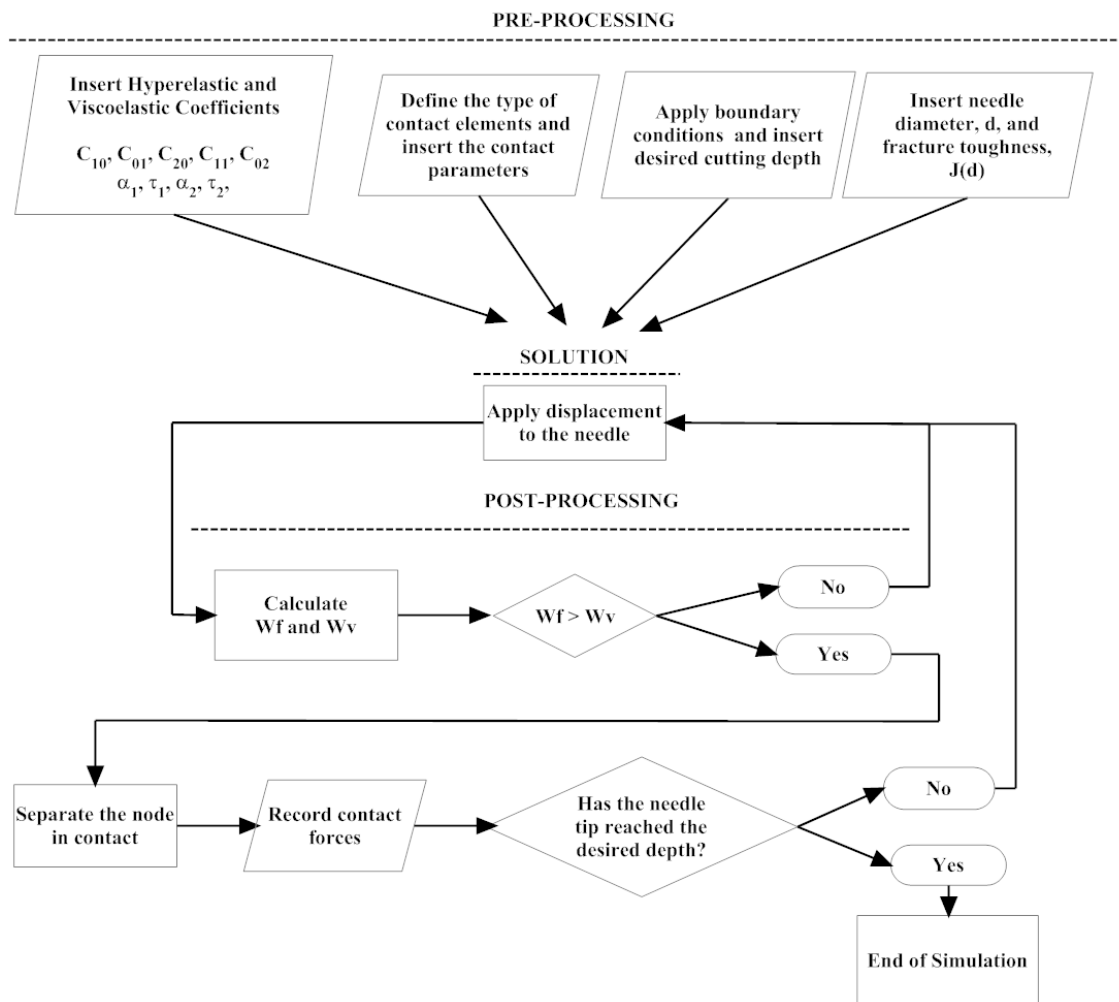 PRE-PROCESSING
Insert Hyperelastic and
Viscoelastic Coefficients
C10, C01, C20, C11, C02
α1, τ1, α2, τ2,
Define the type of
contact elements and
insert the contact
parameters
Apply boundary
conditions and insert
desired cutting depth
Insert needle
diameter, d, and
fracture toughness,
J(d)
SOLUTION
Apply displacement
to the needle
POST-PROCESSING
Calculate
Wf and Wv
Wf > Wv
No
Yes
Separate the node
in contact
Record contact
forces
Has the needle
tip reached the
desired depth?
No
Yes
End of Simulation